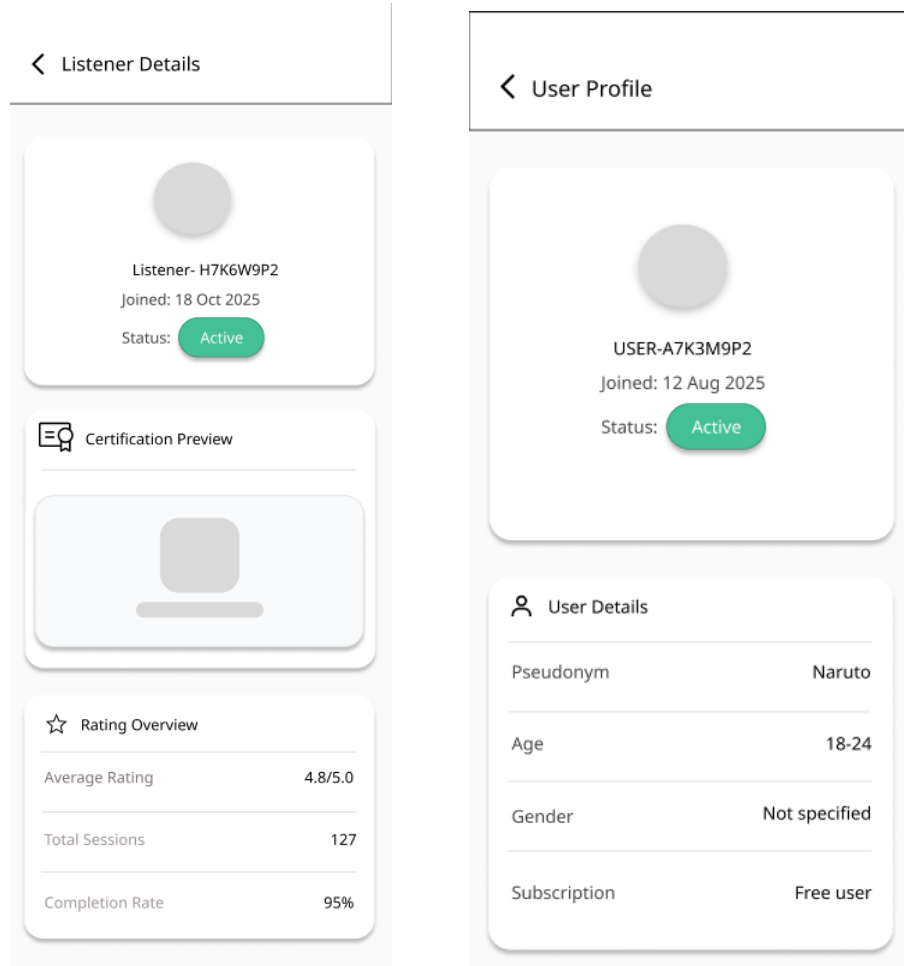 Listener Details
Listener- H7K6W9P2
Joined: 18 Oct 2025
Status: Active
Certification Preview
Rating Overview
Average Rating 4.8/5.0
Total Sessions 127
Completion Rate 95%
User Profile
USER-A7K3M9P2
Joined: 12 Aug 2025
Status: Active
User Details
Pseudonym Naruto
Age 18-24
Gender Not specified
Subscription Free user